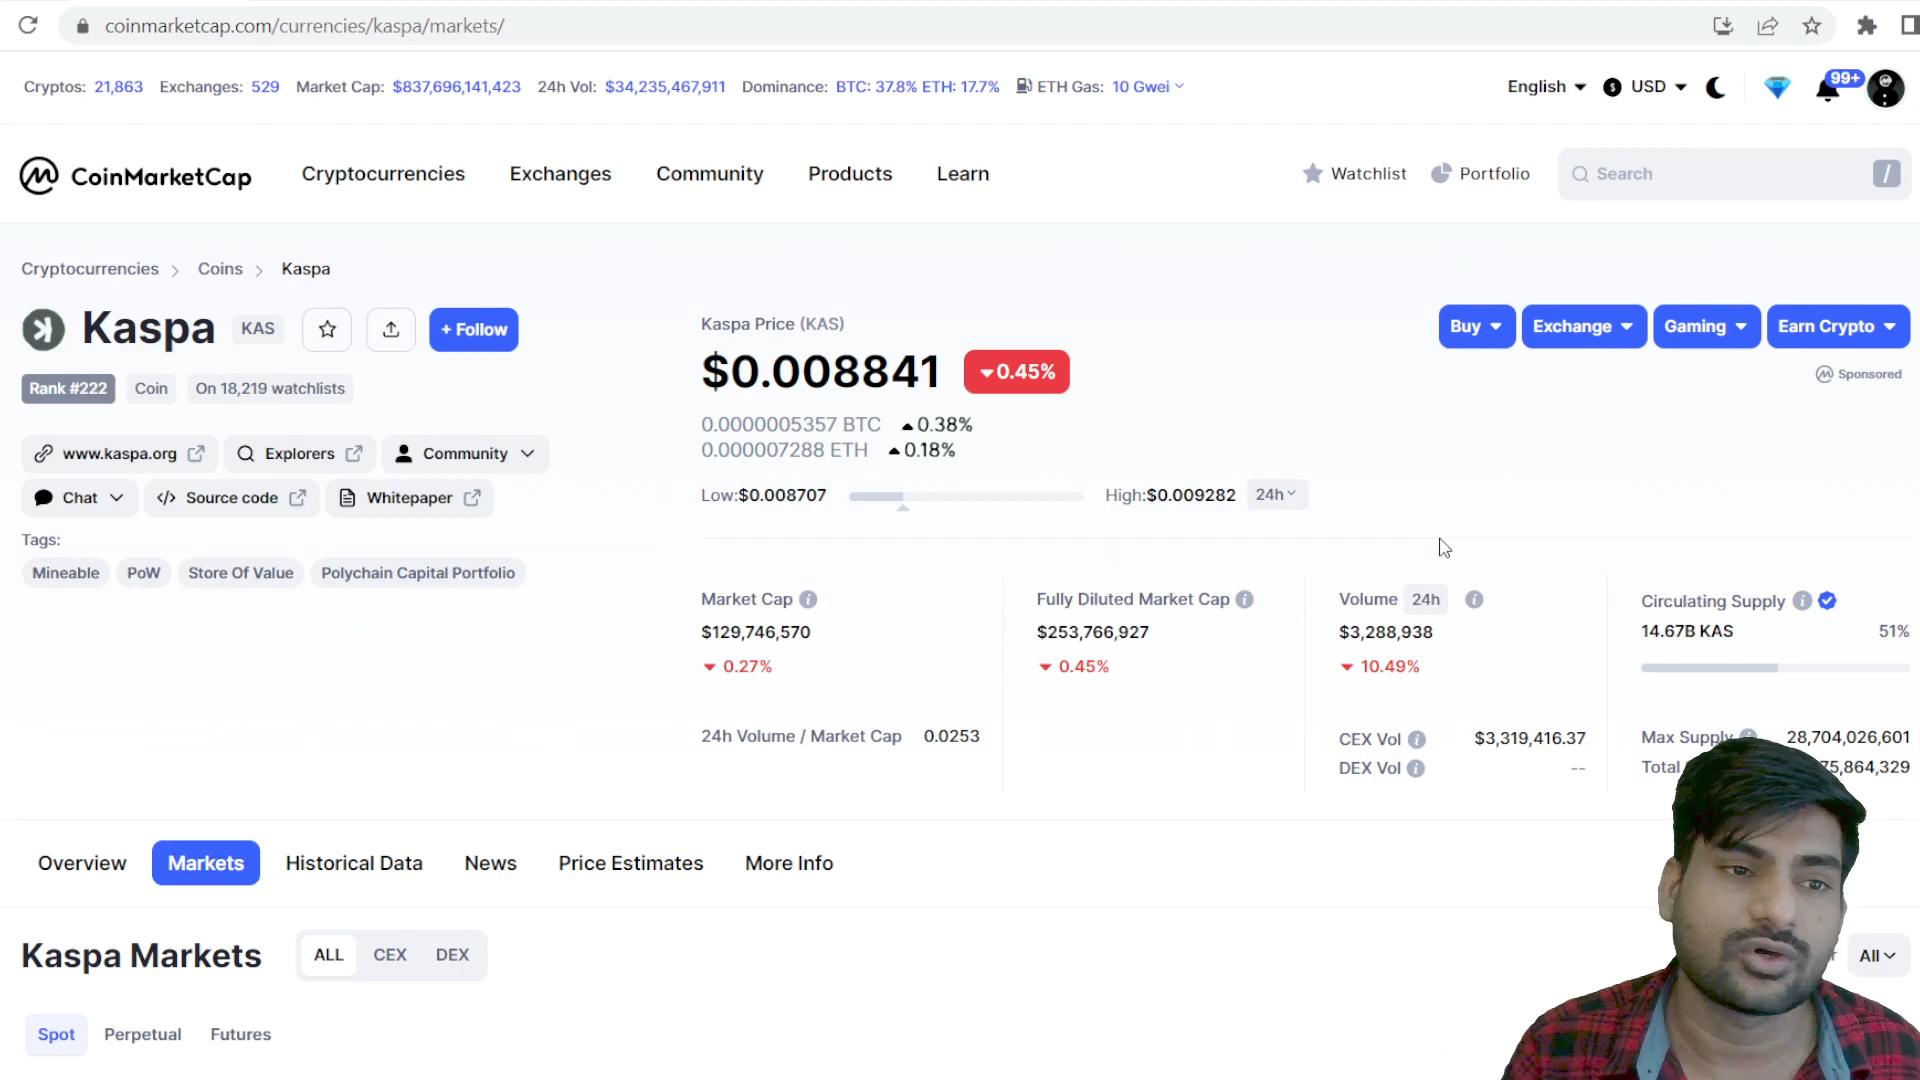 coinmarketcap.com/currencies/kaspa/markets/
Cryptos: 21,863 Exchanges: 529 Market Cap: $837,696,141,423 24h Vol: $34,235,467,911 Dominance: BTC: 37.8% ETH: 17.7% ETH Gas: 10 Gwei English USD 99+
CoinMarketCap Cryptocurrencies Exchanges Community Products Learn Watchlist Portfolio Search /
Cryptocurrencies Coins Kaspa
Kaspa KAS + Follow
Rank #222 Coin On 18,219 watchlists
www.kaspa.org Explorers Community
Chat Source code Whitepaper
Tags:
Mineable PoW Store Of Value Polychain Capital Portfolio
Kaspa Price (KAS)
$0.008841 0.45%
0.0000005357 BTC 0.38%
0.000007288 ETH 0.18%
Low:$0.008707 High:$0.009282 24h
Buy Exchange Gaming Earn Crypto
Sponsored
Market Cap
$129,746,570
0.27%
24h Volume / Market Cap 0.0253
Fully Diluted Market Cap
$253,766,927
0.45%
Volume 24h
$3,288,938
10.49%
CEX Vol $3,319,416.37
DEX Vol --
Circulating Supply
14.67B KAS 51%
Max Supply 28,704,026,601
Total 75,864,329
Overview Markets Historical Data News Price Estimates More Info
Kaspa Markets ALL CEX DEX All
Spot Perpetual Futures